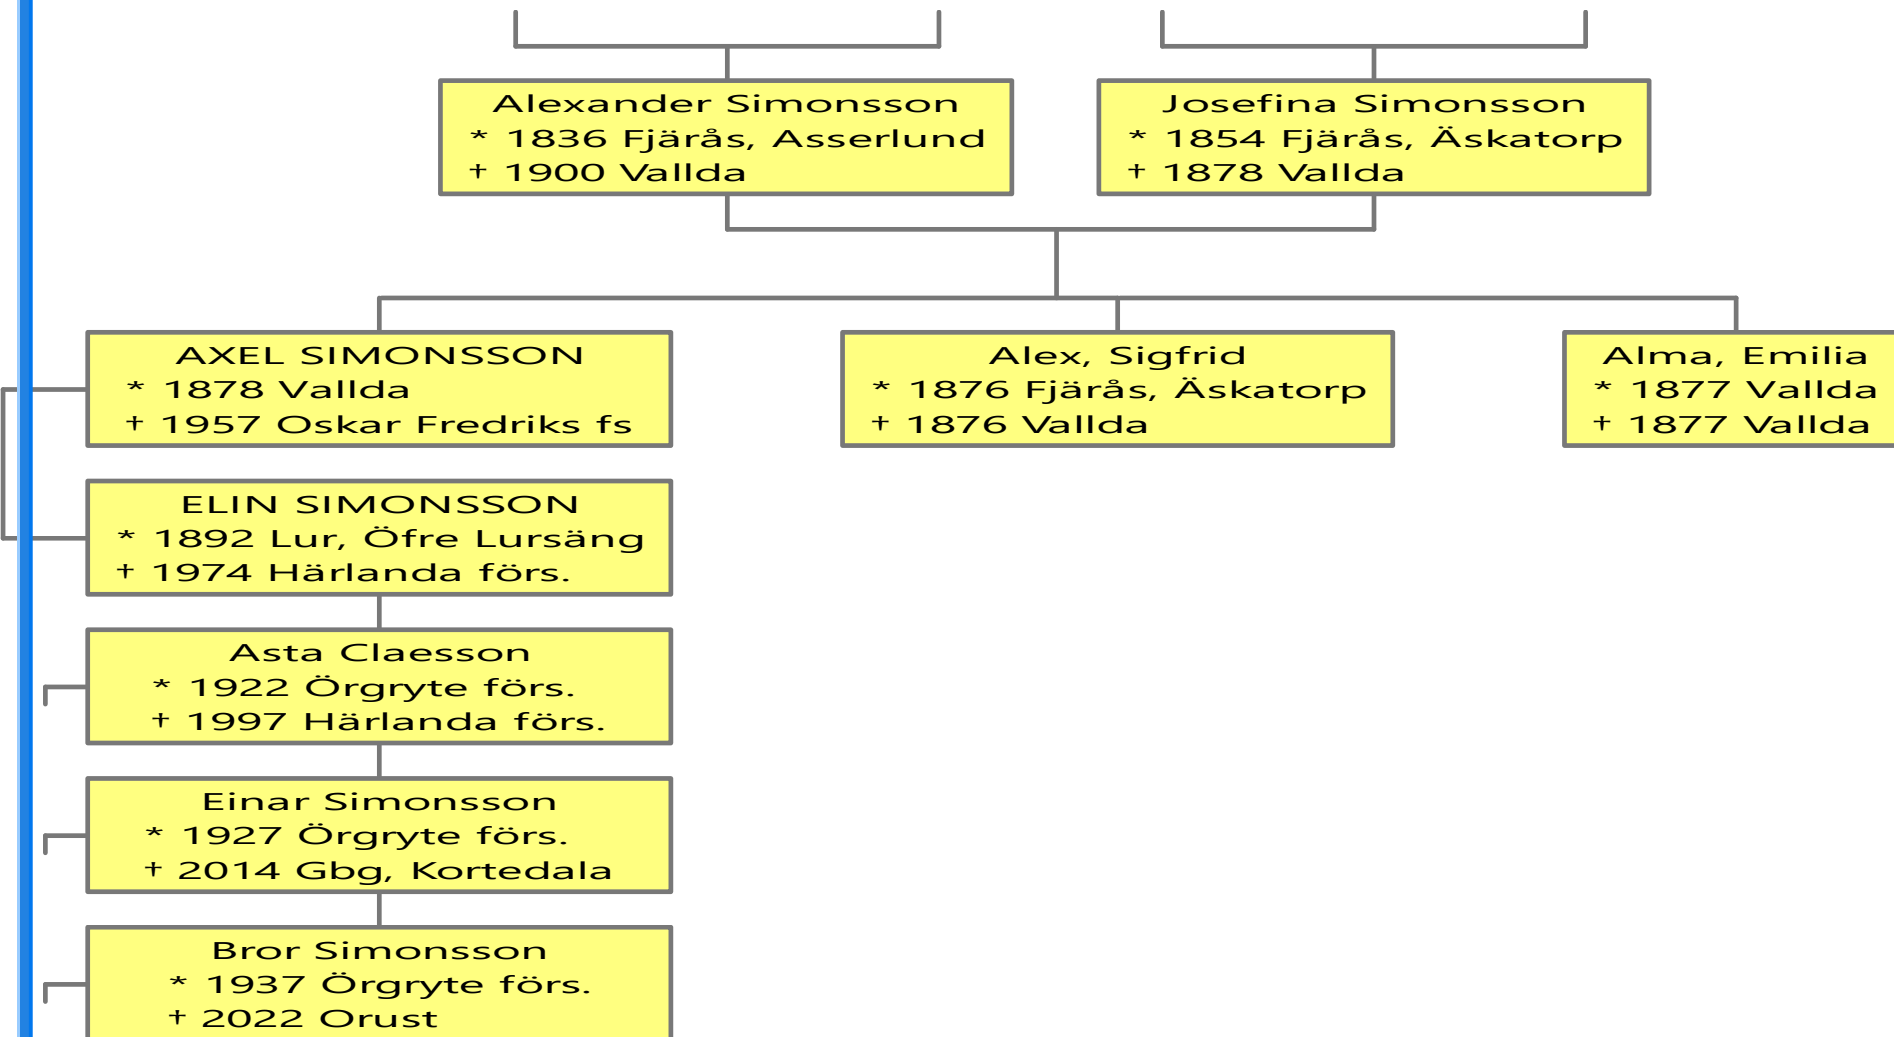 Alexander Simonsson
* 1836 Fjärås, Asserlund
† 1900 Vallda
Josefina Simonsson
* 1854 Fjärås, Äskatorp
† 1878 Vallda
AXEL SIMONSSON
* 1878 Vallda
† 1957 Oskar Fredriks fs
Alex, Sigfrid
* 1876 Fjärås, Äskatorp
† 1876 Vallda
Alma, Emilia
* 1877 Vallda
† 1877 Vallda
ELIN SIMONSSON
* 1892 Lur, Öfre Lursäng
† 1974 Härlanda förs.
Asta Claesson
* 1922 Örgryte förs.
† 1997 Härlanda förs.
Einar Simonsson
* 1927 Örgryte förs.
† 2014 Gbg, Kortedala
Bror Simonsson
* 1937 Örgryte förs.
† 2022 Orust